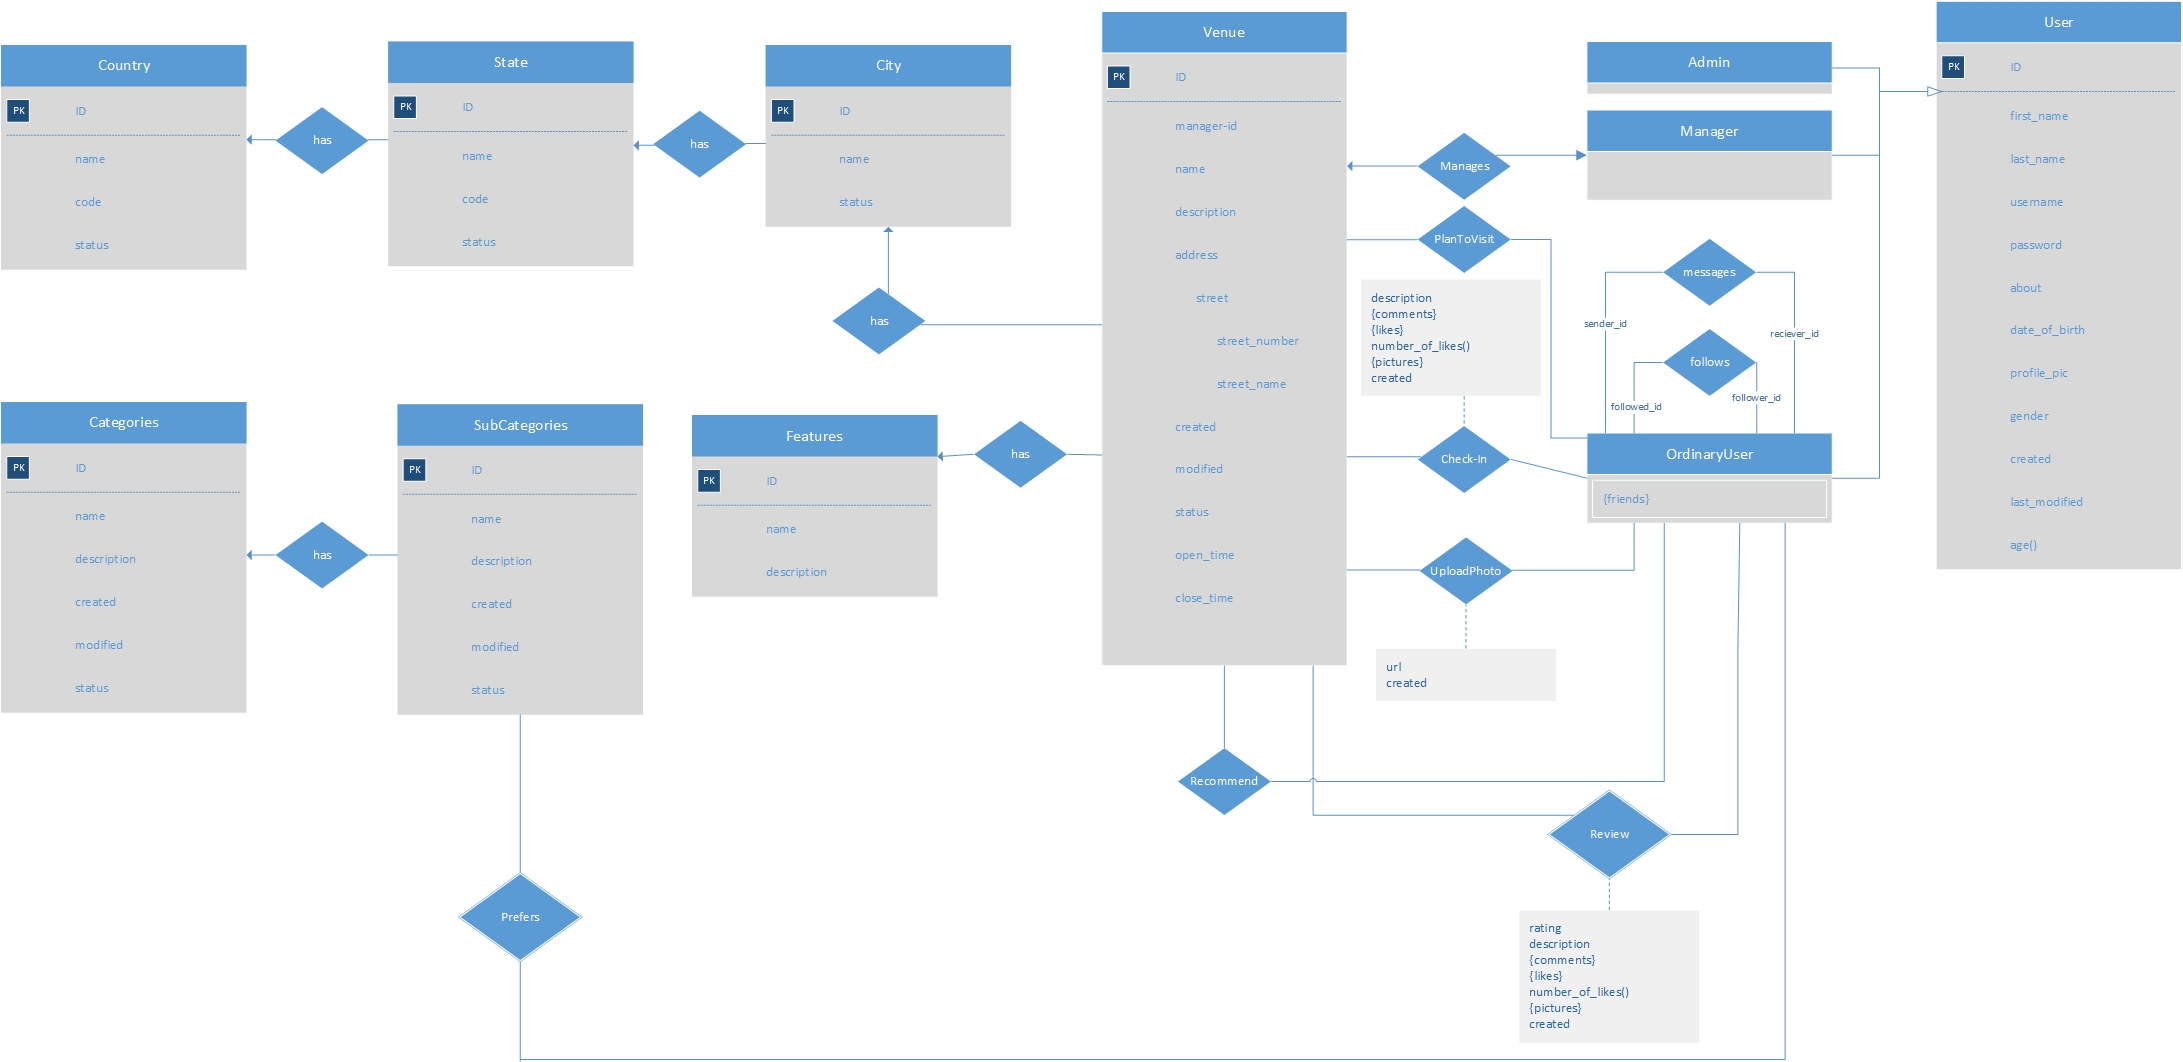 Country
PK
ID
name
code
status
has
State
PK
ID
name
code
status
has
City
PK
ID
name
status
has
Venue
PK
ID
manager-id
name
description
address
street
street_number
street_name
created
modified
status
open_time
close_time
Manages
PlanToVisit
description
{comments}
{likes}
number_of_likes()
{pictures}
created
Check-In
UploadPhoto
url
created
Admin
Manager
messages
sender_id
reciever_id
follows
followed_id
follower_id
OrdinaryUser
{friends}
User
PK
ID
first_name
last_name
username
password
about
date_of_birth
profile_pic
gender
created
last_modified
age()
Categories
PK
ID
name
description
created
modified
status
has
SubCategories
PK
ID
name
description
created
modified
status
Features
PK
ID
name
description
has
Recommend
Review
rating
description
{comments}
{likes}
number_of_likes()
{pictures}
created
Prefers